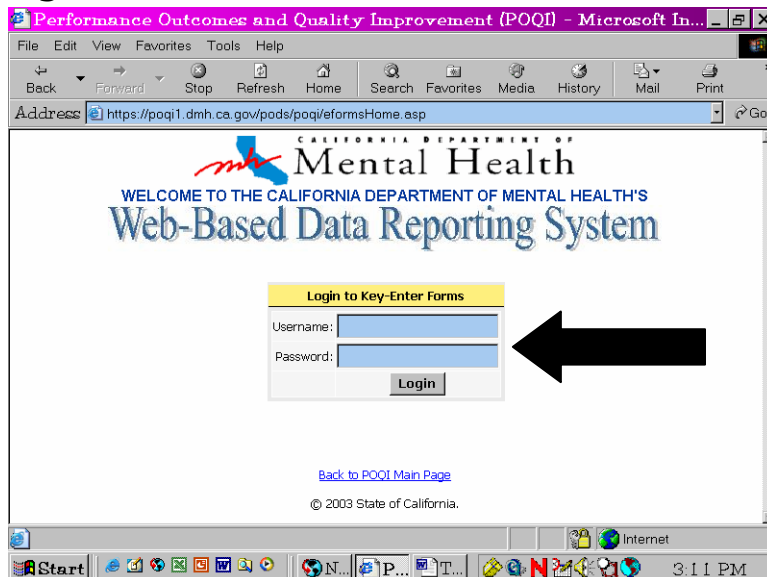 Performance Outcomes and Quality Improvement (POQI) - Microsoft In...
File Edit View Favorites Tools Help
Back Forward Stop Refresh Home Search Favorites Media History Mail Print
Address https://poqi1.dmh.ca.gov/pods/poqi/eformsHome.asp Go
CALIFORNIA DEPARTMENT OF
mh Mental Health
WELCOME TO THE CALIFORNIA DEPARTMENT OF MENTAL HEALTH'S
Web-Based Data Reporting System
Login to Key-Enter Forms
Username:
Password:
Login
Back to POQI Main Page
© 2003 State of California.
Internet
Start N... P... T... 3:11 PM